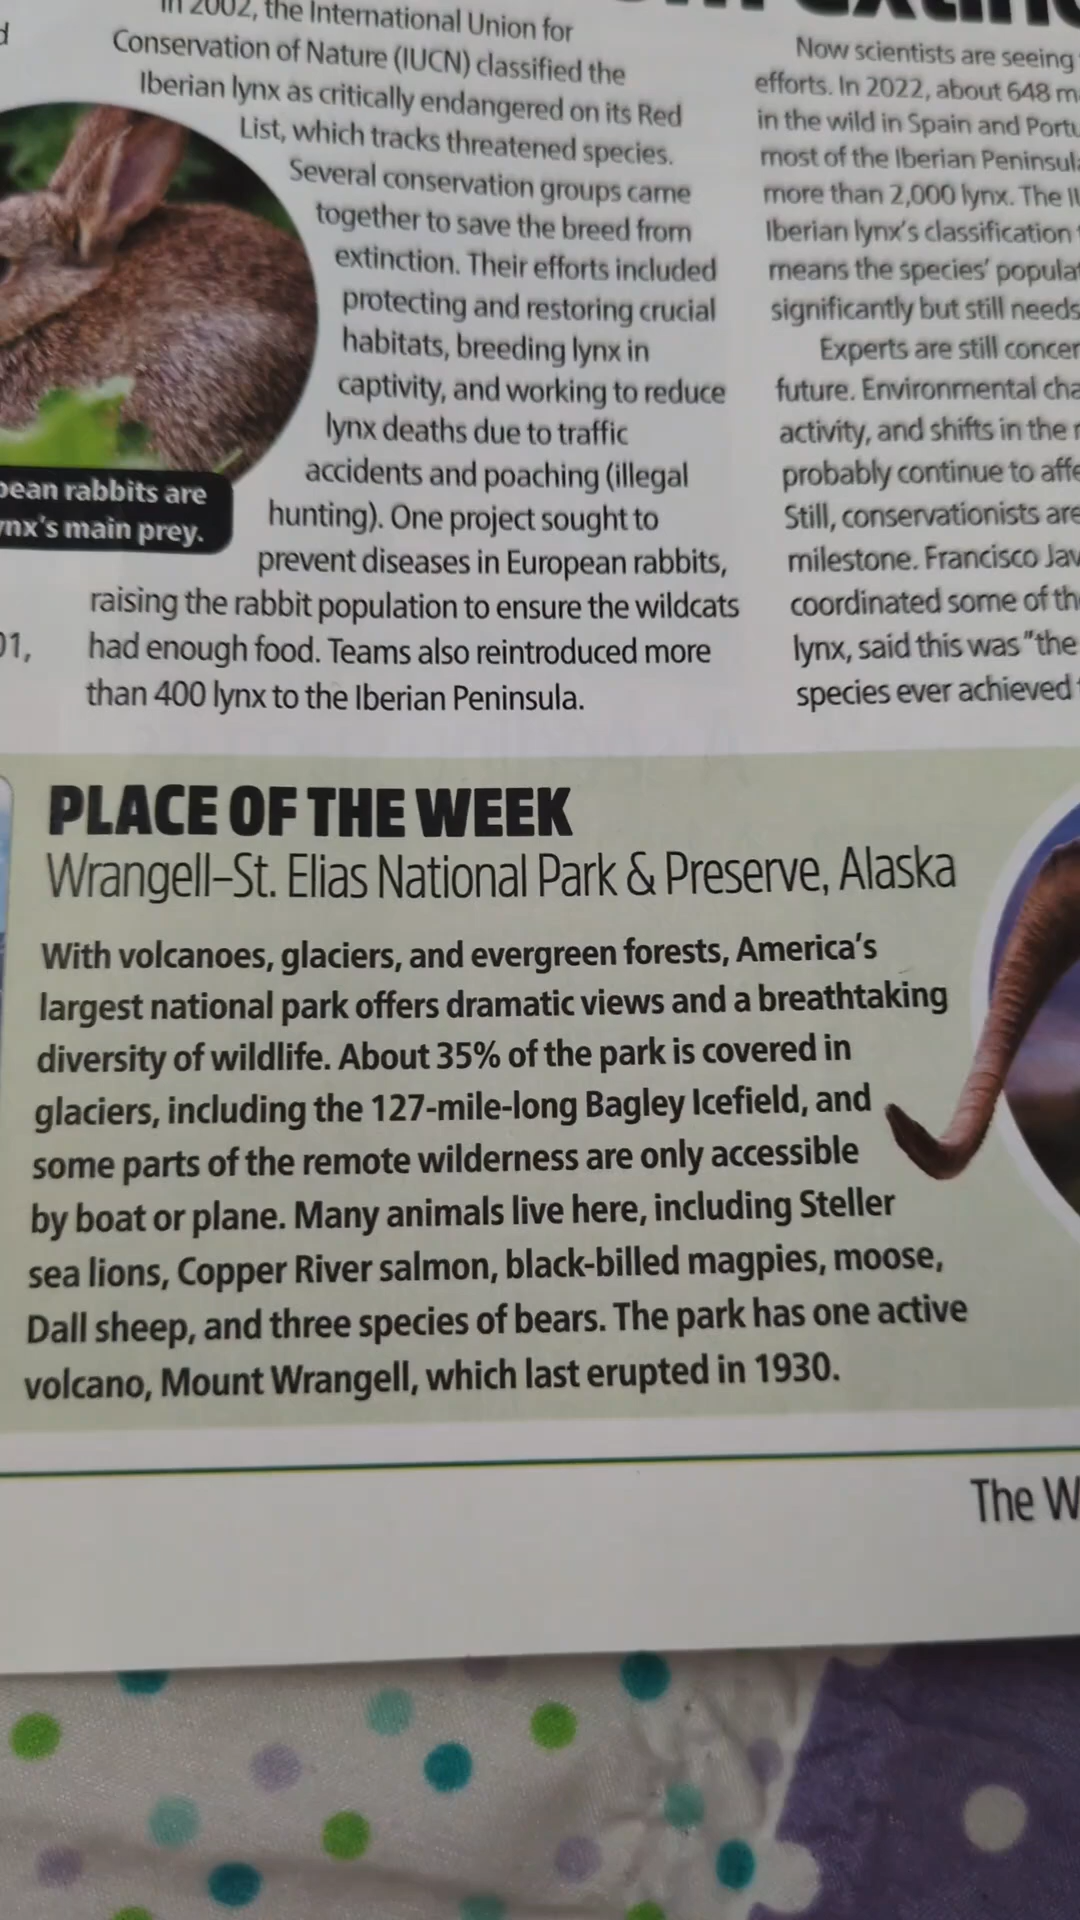 In 2002, the International Union for
Conservation of Nature (IUCN) classified the
Iberian lynx as critically endangered on its Red
List, which tracks threatened species.
Several conservation groups came
together to save the breed from
extinction. Their efforts included
protecting and restoring crucial
habitats, breeding lynx in
captivity, and working to reduce
lynx deaths due to traffic
accidents and poaching (illegal
hunting). One project sought to
prevent diseases in European rabbits,
raising the rabbit population to ensure the wildcats
had enough food. Teams also reintroduced more
than 400 lynx to the Iberian Peninsula.
rabbits are
main prey.
Now scientists are seeing
efforts. In 2022, about 648
in the wild in Spain and
most of the Iberian
more than 2,000 lynx. The
Iberian lynx's classification
means the species'
significantly but still needs
Experts are still
future. Environmental
activity, and shifts in the
probably continue to
Still, conservationists are
milestone. Francisco
coordinated some of
lynx, said this was "the
species ever achieved
PLACE OF THE WEEK
Wrangell–St. Elias National Park & Preserve, Alaska
With volcanoes, glaciers, and evergreen forests, America's
largest national park offers dramatic views and a breathtaking
diversity of wildlife. About 35% of the park is covered in
glaciers, including the 127-mile-long Bagley Icefield, and
some parts of the remote wilderness are only accessible
by boat or plane. Many animals live here, including Steller
sea lions, Copper River salmon, black-billed magpies, moose,
Dall sheep, and three species of bears. The park has one active
volcano, Mount Wrangell, which last erupted in 1930.
The